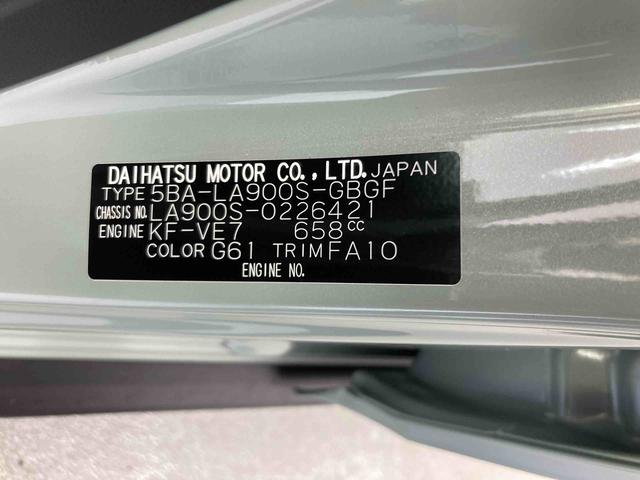 DAIHATSU MOTOR CO.,LTD. JAPAN
TYPE 5BA-LA900S-GBGF
CHASSIS NO. LA900S-0226421
ENGINE KF-VE7 658cc
COLOR G61 TRIM FA10
ENGINE NO.